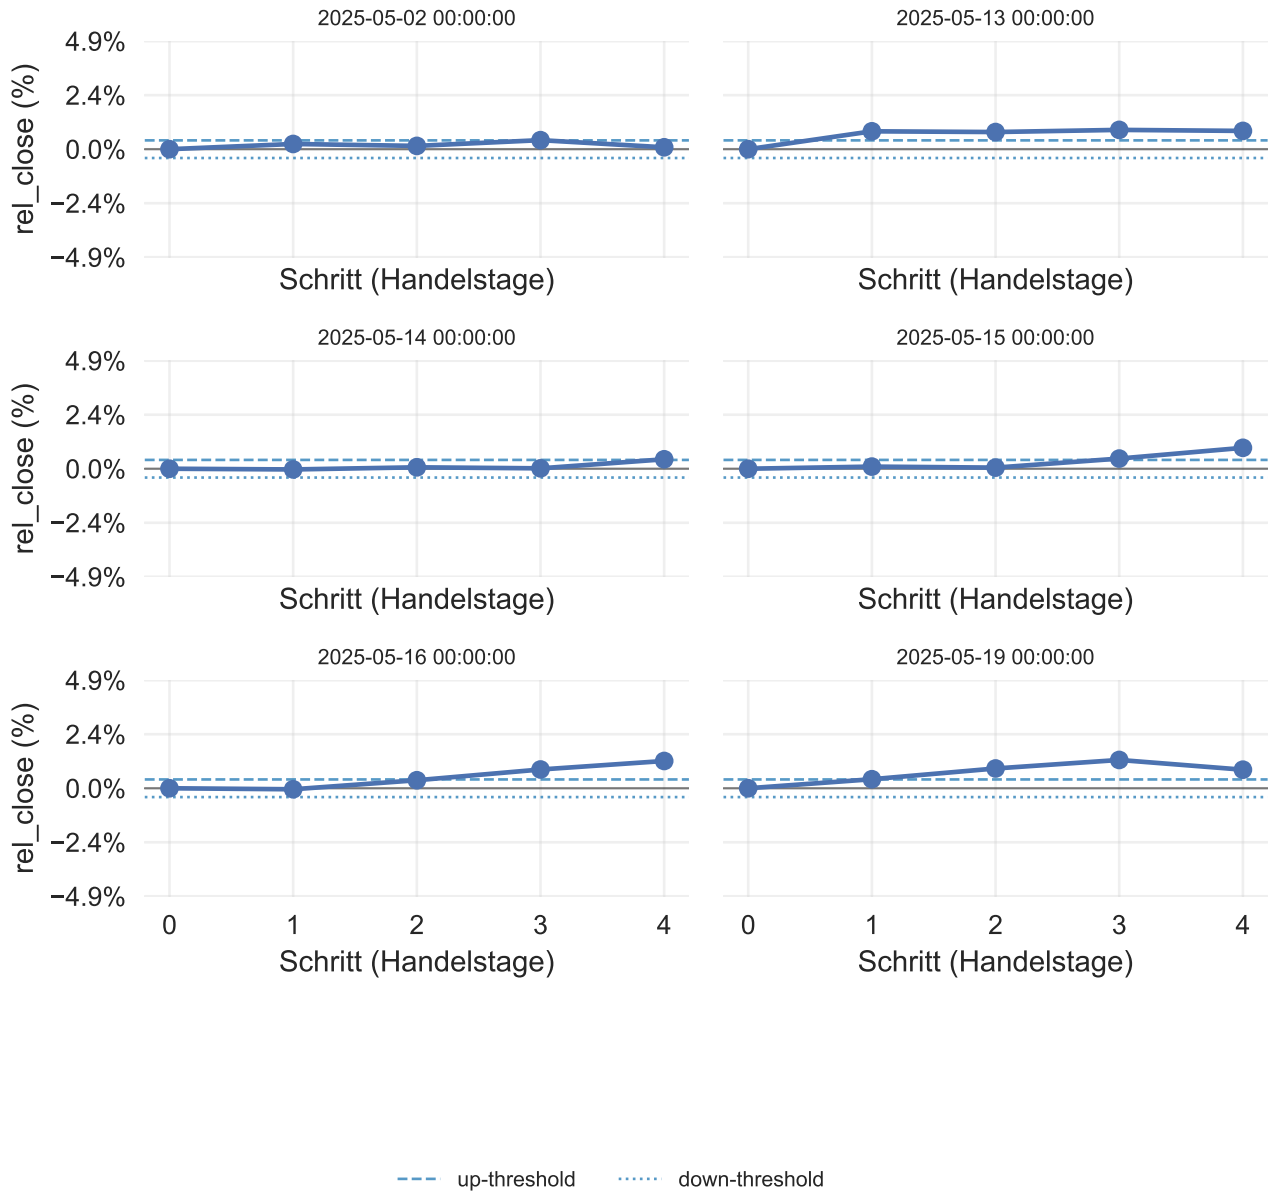 2025-05-02 00:00:00
2025-05-13 00:00:00
rel_close (%)
4.9%
2.4%
0.0%
−2.4%
−4.9%
Schritt (Handelstage)
Schritt (Handelstage)
2025-05-14 00:00:00
2025-05-15 00:00:00
rel_close (%)
4.9%
2.4%
0.0%
−2.4%
−4.9%
Schritt (Handelstage)
Schritt (Handelstage)
2025-05-16 00:00:00
2025-05-19 00:00:00
rel_close (%)
4.9%
2.4%
0.0%
−2.4%
−4.9%
0 1 2 3 4
0 1 2 3 4
Schritt (Handelstage)
Schritt (Handelstage)
up-threshold
down-threshold